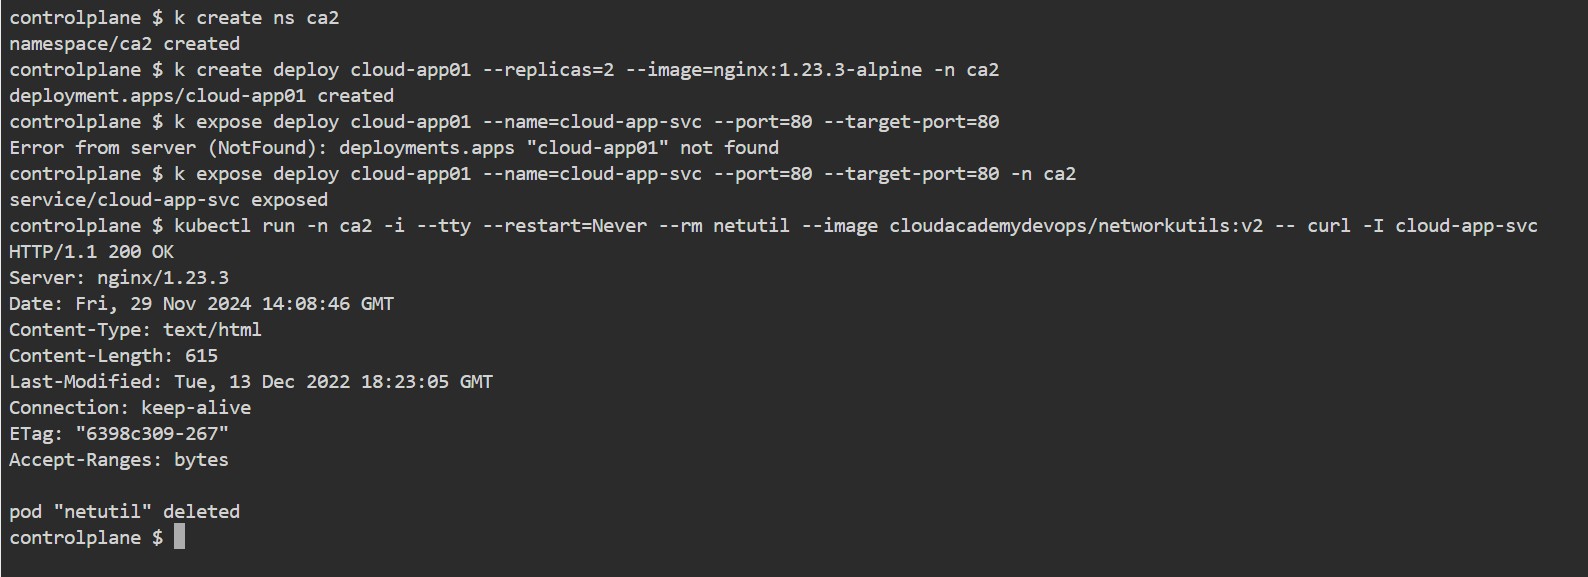 controlplane $ k create ns ca2
namespace/ca2 created
controlplane $ k create deploy cloud-app01 --replicas=2 --image=nginx:1.23.3-alpine -n ca2
deployment.apps/cloud-app01 created
controlplane $ k expose deploy cloud-app01 --name=cloud-app-svc --port=80 --target-port=80
Error from server (NotFound): deployments.apps "cloud-app01" not found
controlplane $ k expose deploy cloud-app01 --name=cloud-app-svc --port=80 --target-port=80 -n ca2
service/cloud-app-svc exposed
controlplane $ kubectl run -n ca2 -i --tty --restart=Never --rm netutil --image cloudacademydevops/networkutils:v2 -- curl -I cloud-app-svc
HTTP/1.1 200 OK
Server: nginx/1.23.3
Date: Fri, 29 Nov 2024 14:08:46 GMT
Content-Type: text/html
Content-Length: 615
Last-Modified: Tue, 13 Dec 2022 18:23:05 GMT
Connection: keep-alive
ETag: "6398c309-267"
Accept-Ranges: bytes

pod "netutil" deleted
controlplane $